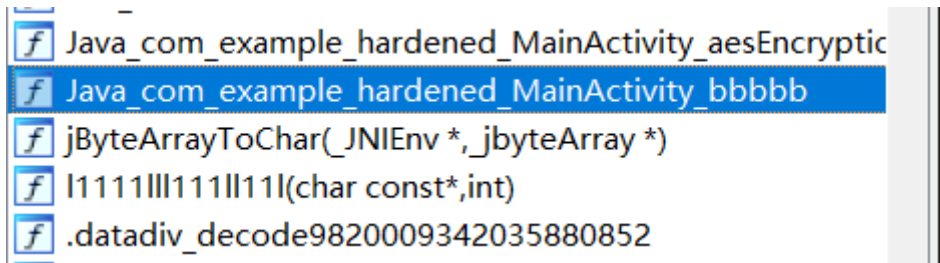 Java_com_example_hardened_MainActivity_aesEncryptic
Java_com_example_hardened_MainActivity_bbbbb
jByteArrayToChar(_JNIEnv *,_jbyteArray *)
l1111lll111ll11l(char const*,int)
.datadiv_decode9820009342035880852